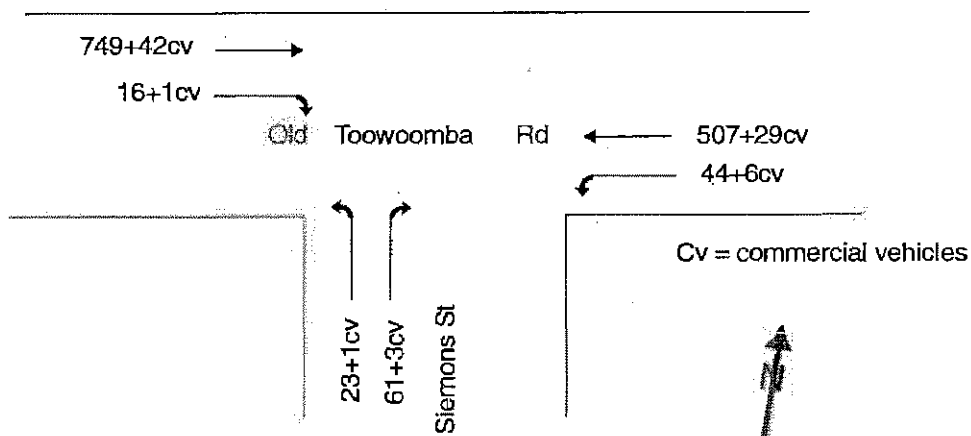 749+42cv
16+1cv
Old Toowoomba Rd
507+29cv
44+6cv
Cv = commercial vehicles
23+1cv
61+3cv
Siemons St
N